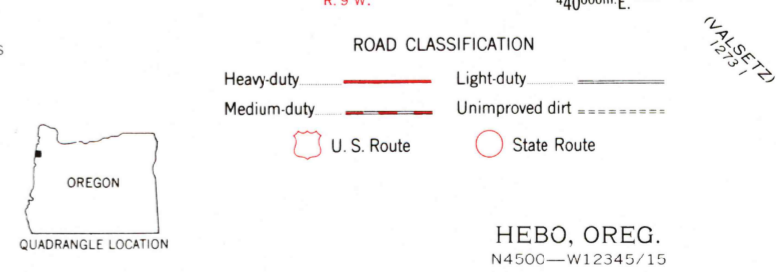 R. 9 W.
440000m. E.
(VALSETZ)
1273 I
S
ROAD CLASSIFICATION
Heavy-duty Light-duty
Medium-duty Unimproved dirt
U. S. Route State Route
OREGON
QUADRANGLE LOCATION
HEBO, OREG.
N4500—W12345/15